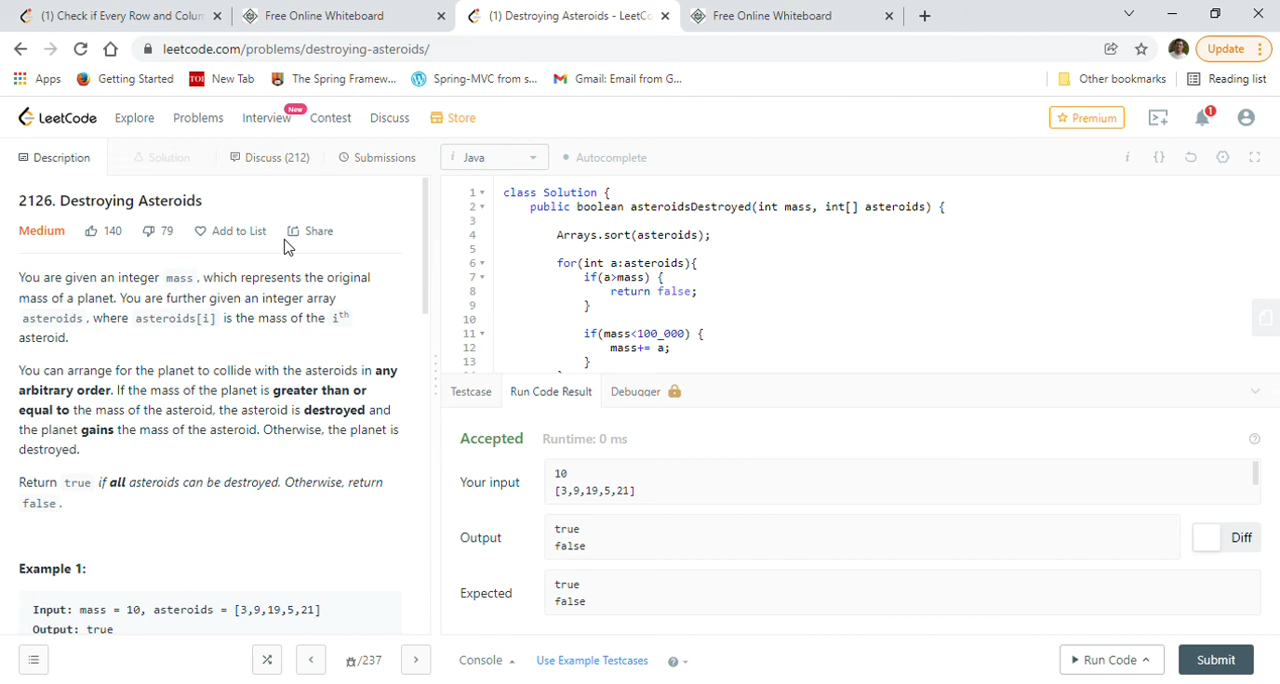 (1) Check if Every Row and Colum
Free Online Whiteboard
(1) Destroying Asteroids - LeetCo
Free Online Whiteboard
leetcode.com/problems/destroying-asteroids/
Update
Apps
Getting Started
TOI New Tab
The Spring Framew...
Spring-MVC from s...
Gmail: Email from G...
Other bookmarks
Reading list
LeetCode
Explore
Problems
Interview
New
Contest
Discuss
Store
Premium
1
Description
Solution
Discuss (212)
Submissions
i Java
Autocomplete
i {}
2126. Destroying Asteroids
Medium
140
79
Add to List
Share
You are given an integer mass, which represents the original
mass of a planet. You are further given an integer array
asteroids, where asteroids[i] is the mass of the ith
asteroid.
You can arrange for the planet to collide with the asteroids in any
arbitrary order. If the mass of the planet is greater than or
equal to the mass of the asteroid, the asteroid is destroyed and
the planet gains the mass of the asteroid. Otherwise, the planet is
destroyed.
Return true if all asteroids can be destroyed. Otherwise, return
false.
Example 1:
Input: mass = 10, asteroids = [3,9,19,5,21]
Output: true
1 class Solution {
2 public boolean asteroidsDestroyed(int mass, int[] asteroids) {
3
4 Arrays.sort(asteroids);
5
6 for(int a:asteroids){
7 if(a>mass) {
8 return false;
9 }
10
11 if(mass<100_000) {
12 mass+= a;
13 }
Testcase
Run Code Result
Debugger
Accepted
Runtime: 0 ms
Your input
10
[3,9,19,5,21]
Output
true
false
Diff
Expected
true
false
/237
Console
Use Example Testcases
?
Run Code
Submit